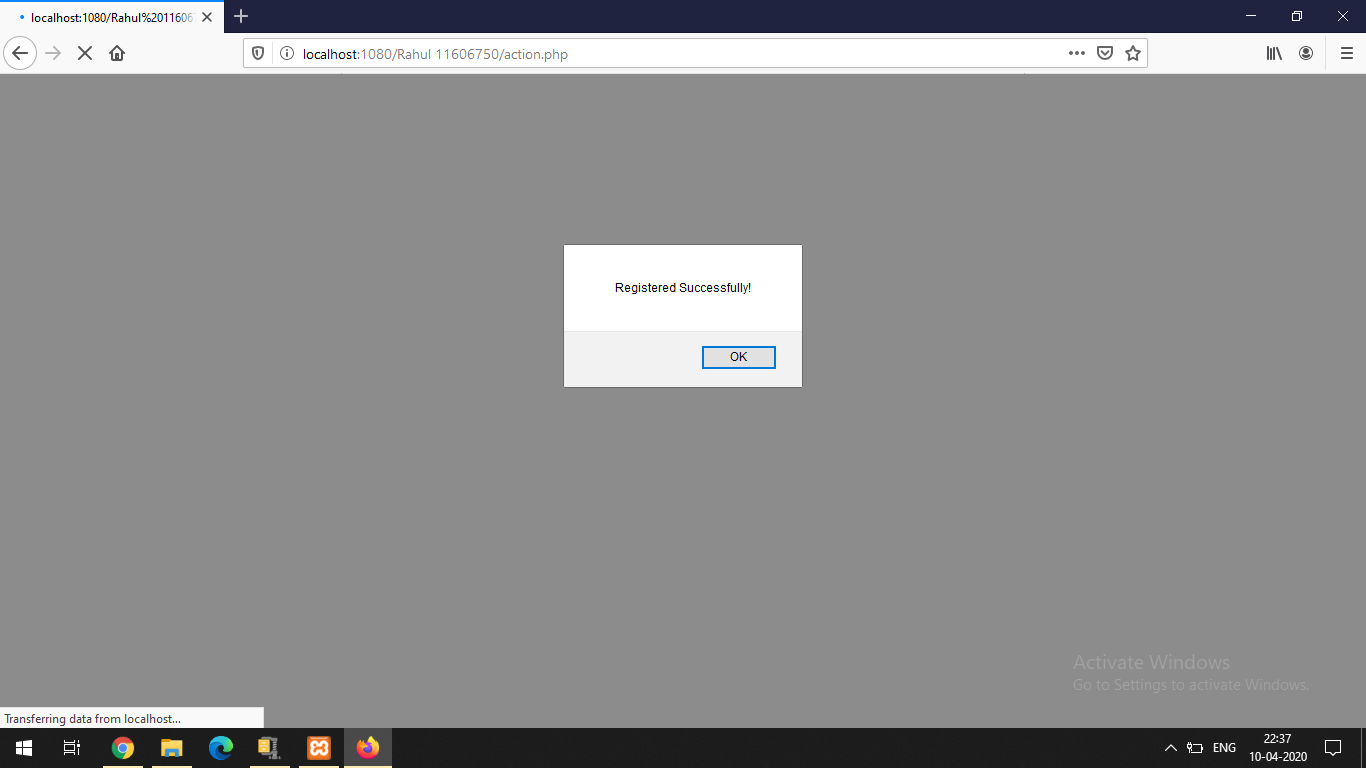 localhost:1080/Rahul%2011606
localhost:1080/Rahul 11606750/action.php
Registered Successfully!
OK
Activate Windows
Go to Settings to activate Windows.
Transferring data from localhost...
ENG
22:37
10-04-2020